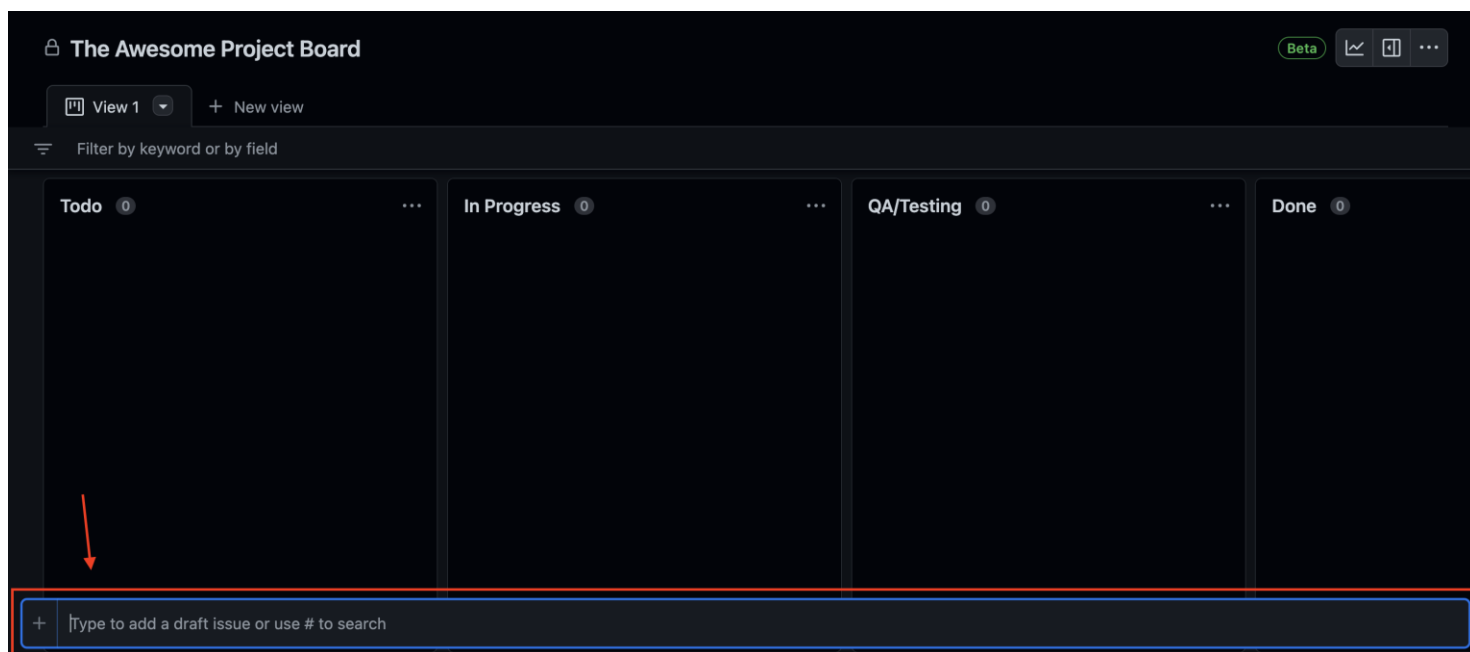 The Awesome Project Board
Beta
View 1
New view
Filter by keyword or by field
Todo 0
In Progress 0
QA/Testing 0
Done 0
Type to add a draft issue or use # to search